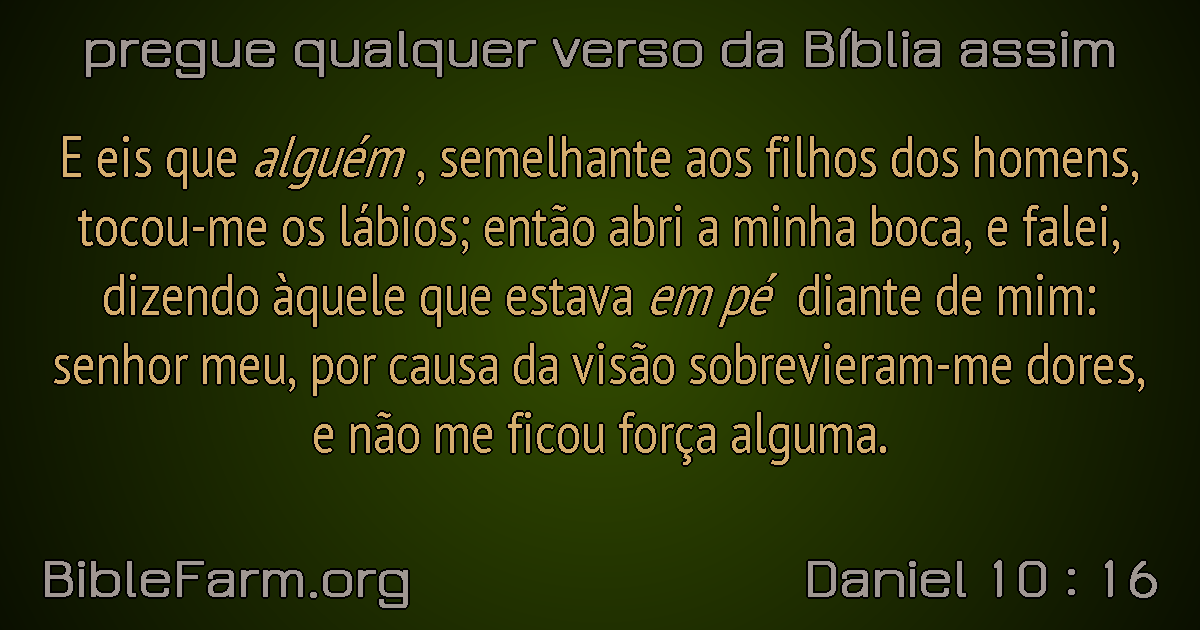 pregue qualquer verso da Bíblia assim
E eis que alguém , semelhante aos filhos dos homens,
tocou-me os lábios; então abri a minha boca, e falei,
dizendo àquele que estava em pé diante de mim:
senhor meu, por causa da visão sobrevieram-me dores,
e não me ficou força alguma.
BibleFarm.org
Daniel 10 : 16